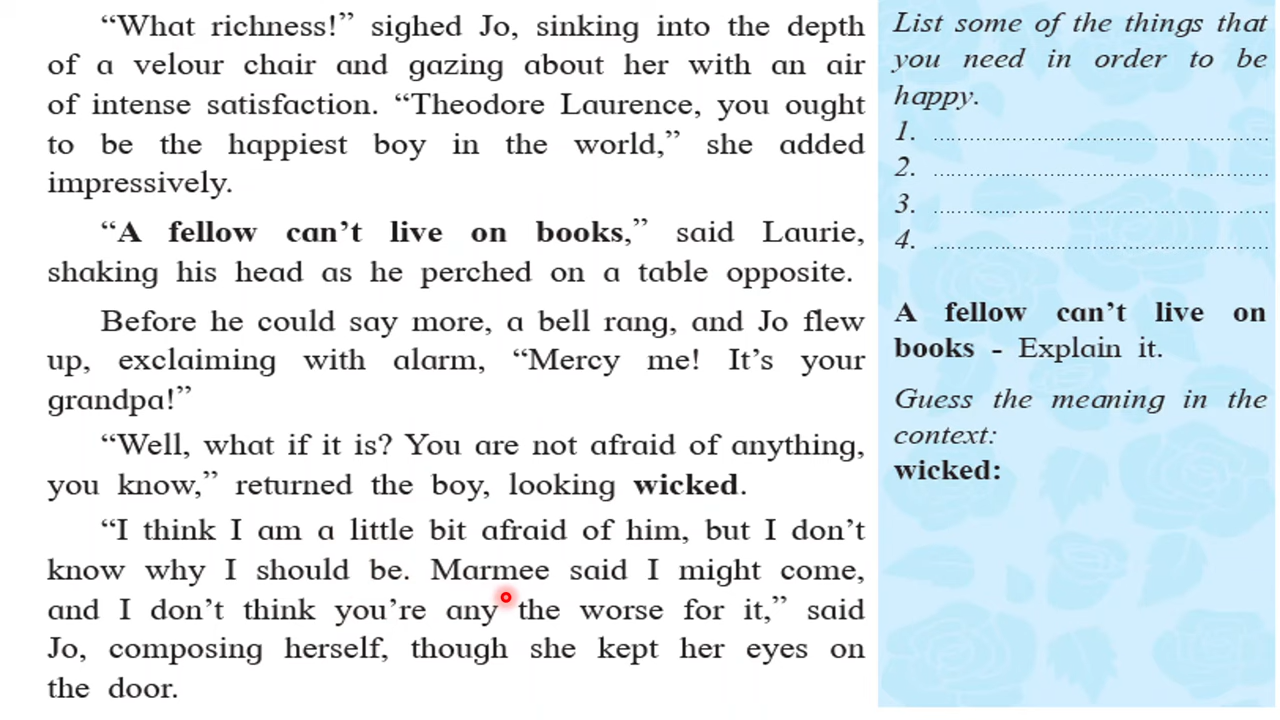 “What richness!” sighed Jo, sinking into the depth
of a velour chair and gazing about her with an air
of intense satisfaction. “Theodore Laurence, you ought
to be the happiest boy in the world,” she added
impressively.
“A fellow can’t live on books,” said Laurie,
shaking his head as he perched on a table opposite.
Before he could say more, a bell rang, and Jo flew
up, exclaiming with alarm, “Mercy me! It’s your
grandpa!”
“Well, what if it is? You are not afraid of anything,
you know,” returned the boy, looking wicked.
“I think I am a little bit afraid of him, but I don’t
know why I should be. Marmee said I might come,
and I don’t think you’re any the worse for it,” said
Jo, composing herself, though she kept her eyes on
the door.
List some of the things that
you need in order to be
happy.
1. ................................................
2. ................................................
3. ................................................
4. ................................................
A fellow can’t live on
books - Explain it.
Guess the meaning in the
context:
wicked: